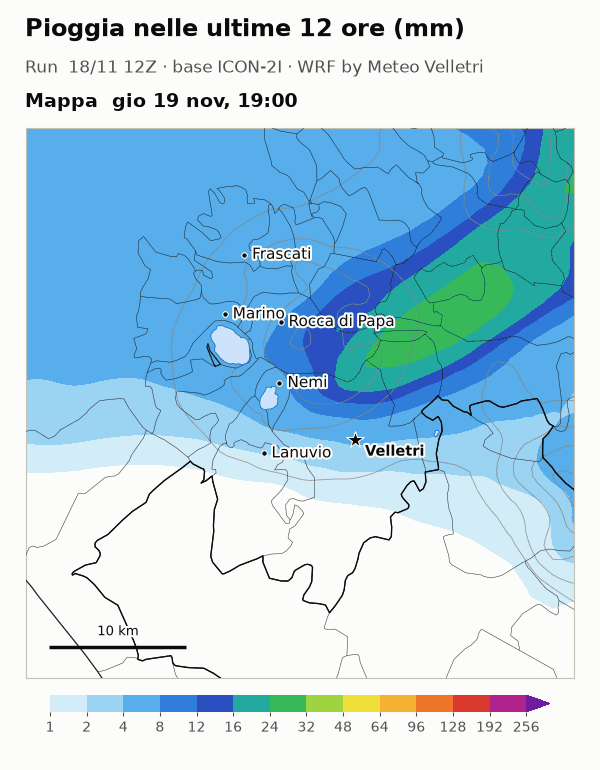 Pioggia nelle ultime 12 ore (mm)
Run  18/11 12Z · base ICON-2I · WRF by Meteo Velletri
Mappa  gio 19 nov, 19:00
Frascati
Marino
Rocca di Papa
Nemi
Velletri
Lanuvio
10 km
1 2 4 8 12 16 24 32 48 64 96 128 192 256